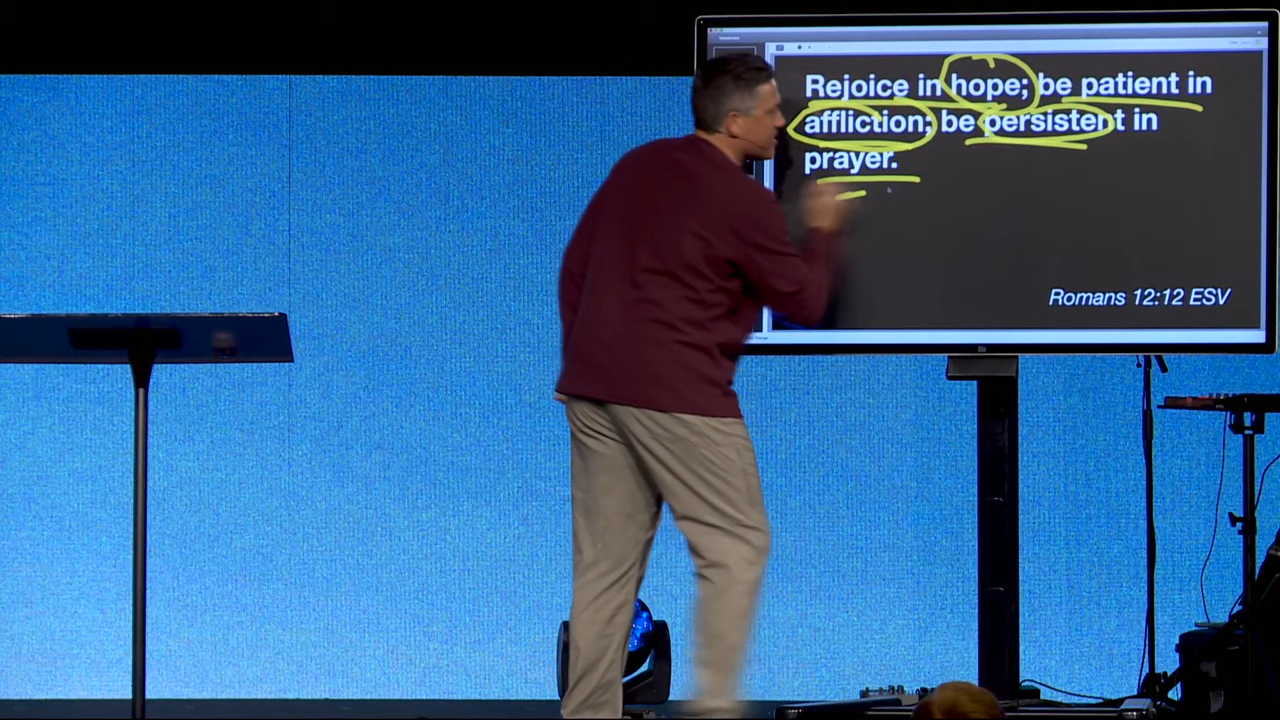 Rejoice in hope; be patient in
affliction; be persistent in
prayer.
Romans 12:12 ESV